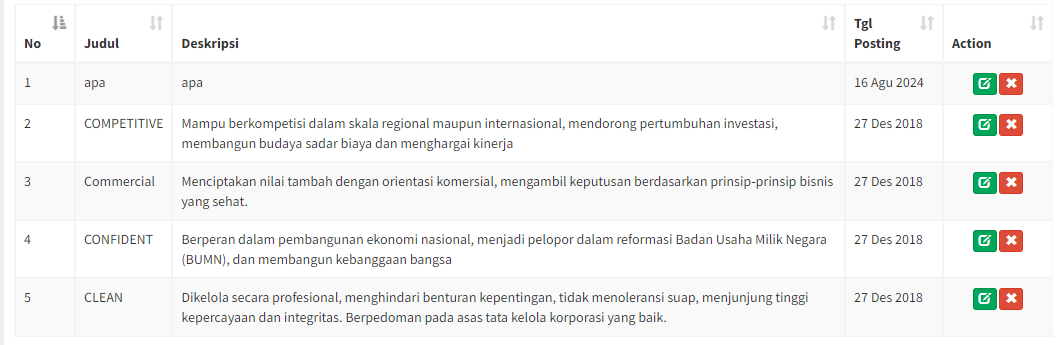 No Judul Deskripsi Tgl Posting Action
1 apa apa 16 Agu 2024
2 COMPETITIVE Mampu berkompetisi dalam skala regional maupun internasional, mendorong pertumbuhan investasi, 27 Des 2018
membangun budaya sadar biaya dan menghargai kinerja
3 Commercial Menciptakan nilai tambah dengan orientasi komersial, mengambil keputusan berdasarkan prinsip-prinsip bisnis 27 Des 2018
yang sehat.
4 CONFIDENT Berperan dalam pembangunan ekonomi nasional, menjadi pelopor dalam reformasi Badan Usaha Milik Negara 27 Des 2018
(BUMN), dan membangun kebanggaan bangsa
5 CLEAN Dikelola secara profesional, menghindari benturan kepentingan, tidak menoleransi suap, menjunjung tinggi 27 Des 2018
kepercayaan dan integritas. Berpedoman pada asas tata kelola korporasi yang baik.